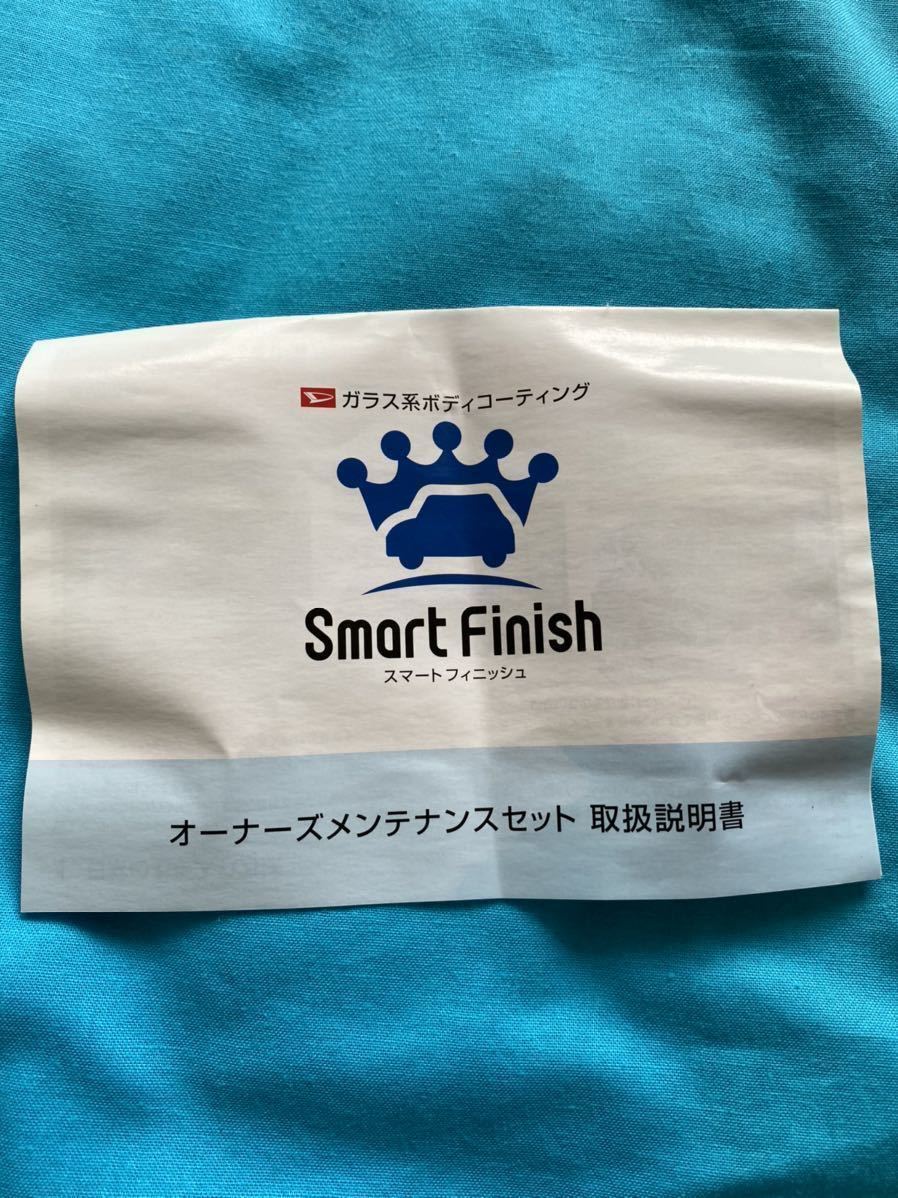 ガラス系ボディコーティング
Smart Finish
スマートフィニッシュ
オーナーズメンテナンスセット 取扱説明書